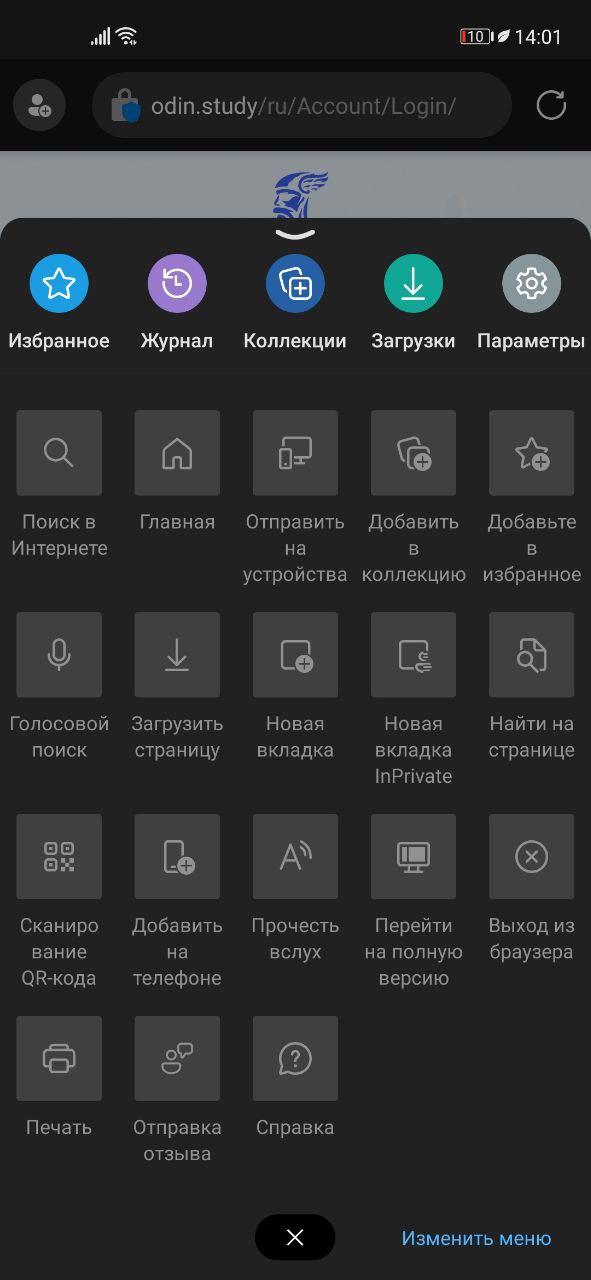 10 14:01
odin.study/ru/Account/Login/
Избранное Журнал Коллекции Загрузки Параметры
Поиск в Интернете
Главная
Отправить на устройства
Добавить в коллекцию
Добавьте в избранное
Голосовой поиск
Загрузить страницу
Новая вкладка
Новая вкладка InPrivate
Найти на странице
Сканиро
вание
QR-кода
Добавить на телефоне
Прочесть вслух
Перейти на полную версию
Выход из браузера
Печать
Отправка отзыва
Справка
Изменить меню